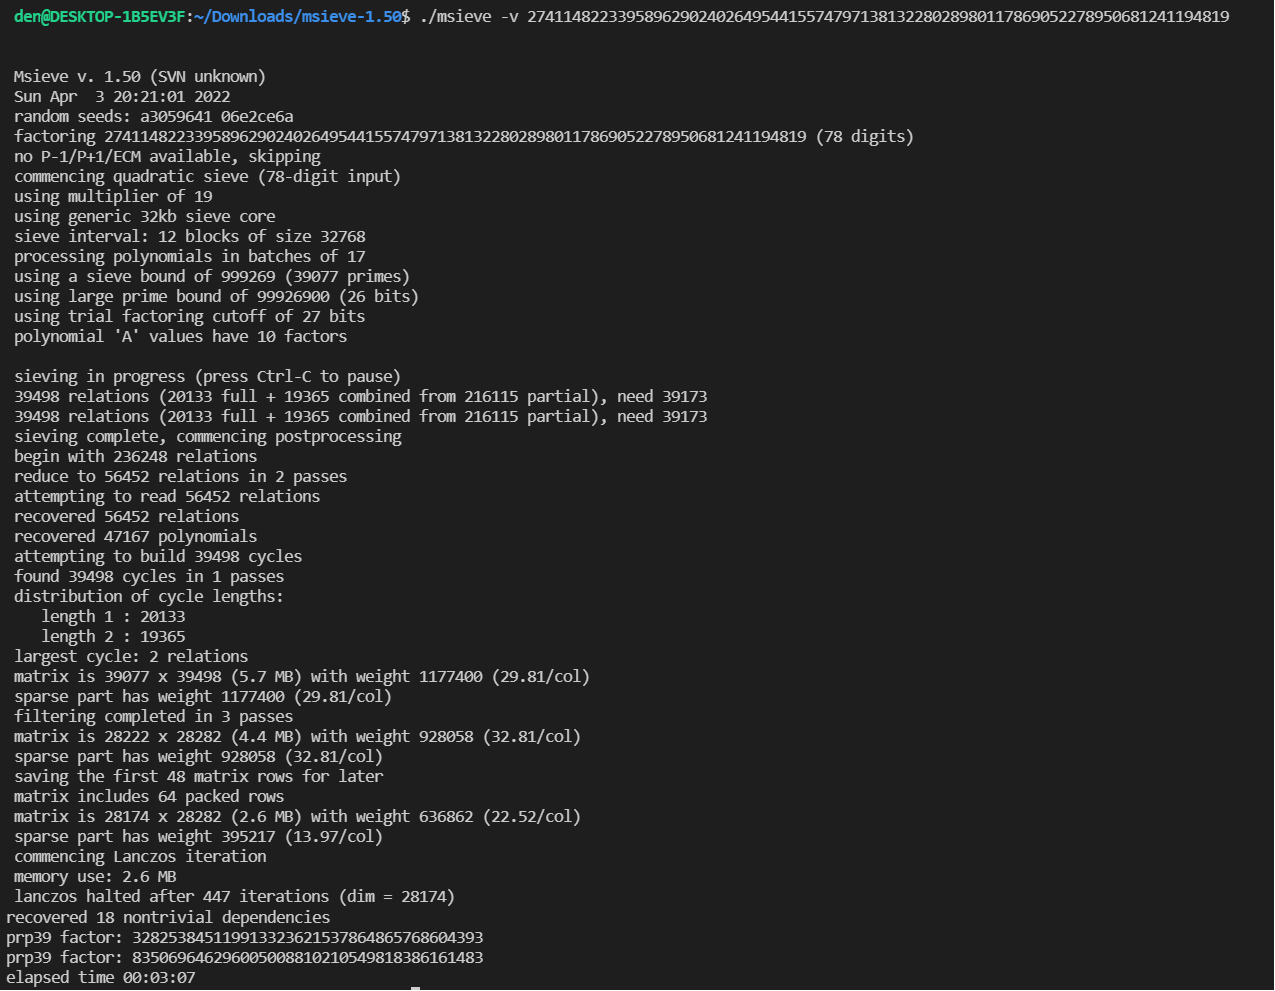 den@DESKTOP-1B5EV3F:~/Downloads/msieve-1.50$ ./msieve -v 274114822339589629024026495441557479713813228028980117869052278950681241194819
Msieve v. 1.50 (SVN unknown)
Sun Apr  3 20:21:01 2022
random seeds: a3059641 06e2ce6a
factoring 274114822339589629024026495441557479713813228028980117869052278950681241194819 (78 digits)
no P-1/P+1/ECM available, skipping
commencing quadratic sieve (78-digit input)
using multiplier of 19
using generic 32kb sieve core
sieve interval: 12 blocks of size 32768
processing polynomials in batches of 17
using a sieve bound of 999269 (39077 primes)
using large prime bound of 99926900 (26 bits)
using trial factoring cutoff of 27 bits
polynomial 'A' values have 10 factors
sieving in progress (press Ctrl-C to pause)
39498 relations (20133 full + 19365 combined from 216115 partial), need 39173
39498 relations (20133 full + 19365 combined from 216115 partial), need 39173
sieving complete, commencing postprocessing
begin with 236248 relations
reduce to 56452 relations in 2 passes
attempting to read 56452 relations
recovered 56452 relations
recovered 47167 polynomials
attempting to build 39498 cycles
found 39498 cycles in 1 passes
distribution of cycle lengths:
length 1 : 20133
length 2 : 19365
largest cycle: 2 relations
matrix is 39077 x 39498 (5.7 MB) with weight 1177400 (29.81/col)
sparse part has weight 1177400 (29.81/col)
filtering completed in 3 passes
matrix is 28222 x 28282 (4.4 MB) with weight 928058 (32.81/col)
sparse part has weight 928058 (32.81/col)
saving the first 48 matrix rows for later
matrix includes 64 packed rows
matrix is 28174 x 28282 (2.6 MB) with weight 636862 (22.52/col)
sparse part has weight 395217 (13.97/col)
commencing Lanczos iteration
memory use: 2.6 MB
lanczos halted after 447 iterations (dim = 28174)
recovered 18 nontrivial dependencies
prp39 factor: 328253845119913323621537864865768604393
prp39 factor: 835069646296005008810210549818386161483
elapsed time 00:03:07